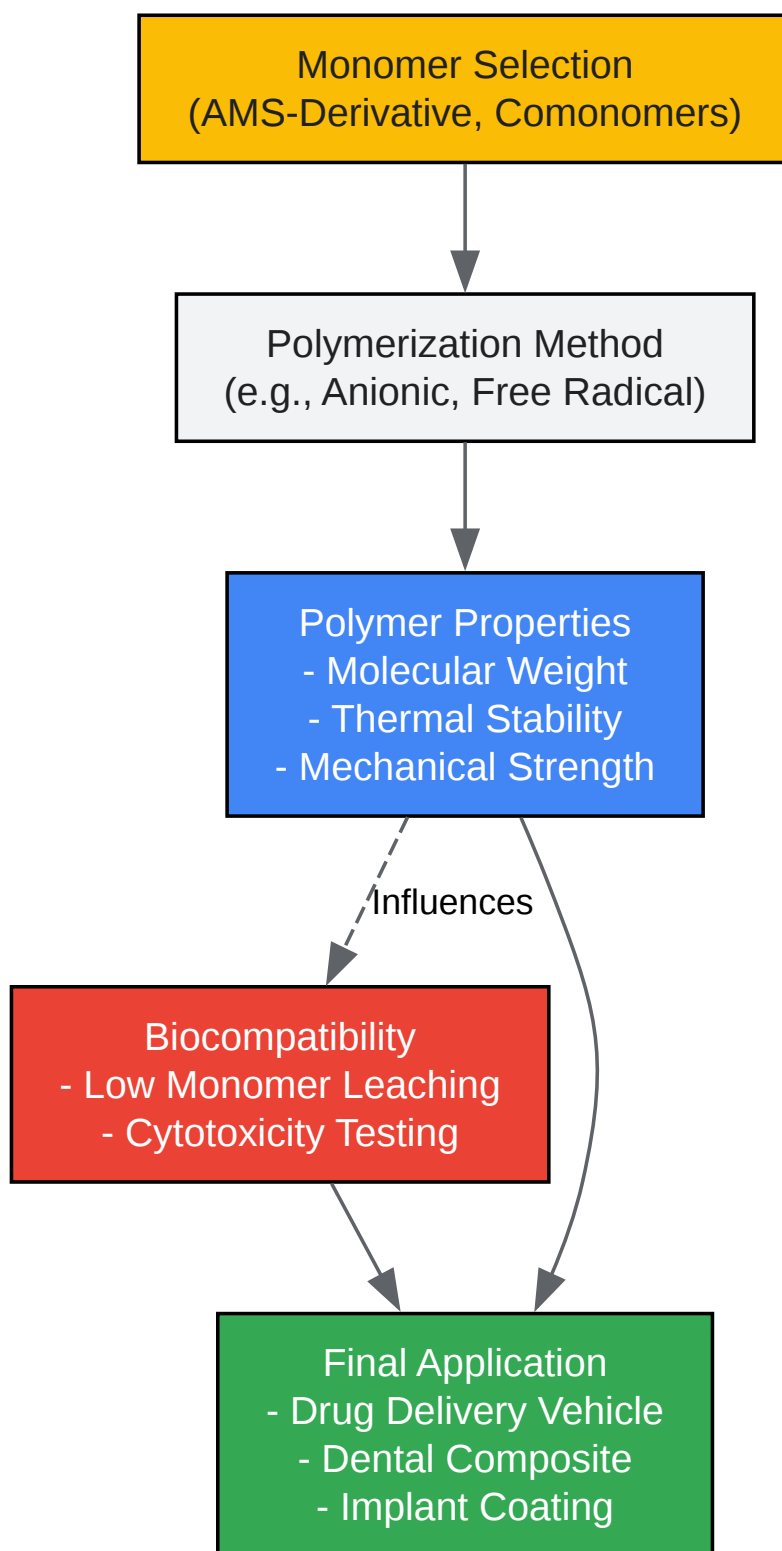 Monomer Selection
(AMS-Derivative, Comonomers)
Polymerization Method
(e.g., Anionic, Free Radical)
Polymer Properties
- Molecular Weight
- Thermal Stability
- Mechanical Strength
Influences
Biocompatibility
- Low Monomer Leaching
- Cytotoxicity Testing
Final Application
- Drug Delivery Vehicle
- Dental Composite
- Implant Coating